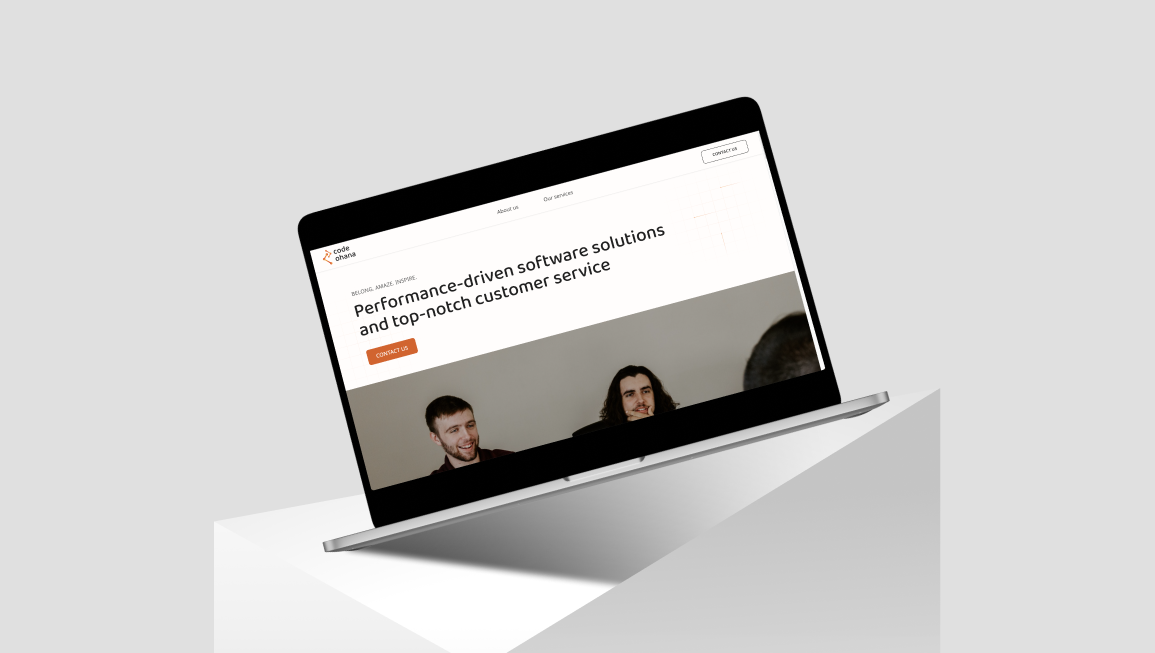 About us
Our services
CONTACT US
code
ohana
BELONG. AMAZE. INSPIRE.
Performance-driven software solutions
and top-notch customer service
CONTACT US